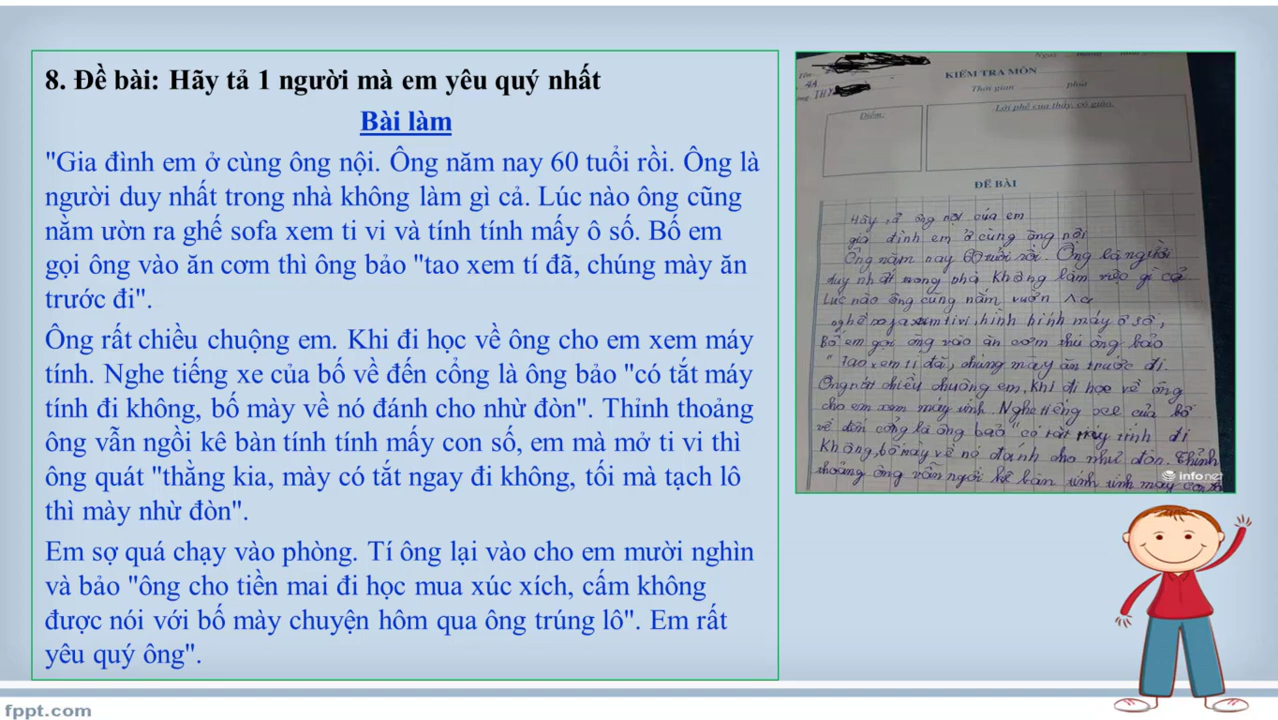 8. Đề bài: Hãy tả 1 người mà em yêu quý nhất
Bài làm
"Gia đình em ở cùng ông nội. Ông năm nay 60 tuổi rồi. Ông là
người duy nhất trong nhà không làm gì cả. Lúc nào ông cũng
nằm ườn ra ghế sofa xem ti vi và tính tính mấy ô số. Bố em
gọi ông vào ăn cơm thì ông bảo "tao xem tí đã, chúng mày ăn
trước đi".
Ông rất chiều chuộng em. Khi đi học về ông cho em xem máy
tính. Nghe tiếng xe của bố về đến cổng là ông bảo "có tắt máy
tính đi không, bố mày về nó đánh cho nhừ đòn". Thỉnh thoảng
ông vẫn ngồi kê bàn tính tính mấy con số, em mà mở ti vi thì
ông quát "thằng kia, mày có tắt ngay đi không, tối mà tạch lô
thì mày nhừ đòn".
Em sợ quá chạy vào phòng. Tí ông lại vào cho em mười nghìn
và bảo "ông cho tiền mai đi học mua xúc xích, cấm không
được nói với bố mày chuyện hôm qua ông trúng lô". Em rất
yêu quý ông".
KIỂM TRA MÔN
Thời gian phút
4A
Điểm:
Lời phê của thầy, cô giáo
ĐỀ BÀI
Hãy tả ông nội của em
gia đình em ở cùng ông nội
Ông năm nay 60 tuổi rồi. Ông là người
duy nhất trong nhà không làm việc gì cả
Lúc nào ông cũng nằm
ghế sofa xem ti vi, mấy ô số,
Bố em gọi ông vào ăn cơm thì ông bảo
"Tao xem tí đã, chúng mày ăn trước đi.
Ông rất chiều chuộng em. Khi đi học về ông
cho em xem máy tính. Nghe tiếng xe của bố
về đến cổng là ông bảo "có tắt máy tính đi
không, bố mày về nó đánh cho như đòn. Thỉnh
thoảng ông vẫn ngồi kê bàn tính tính mấy
infonet
fppt.com